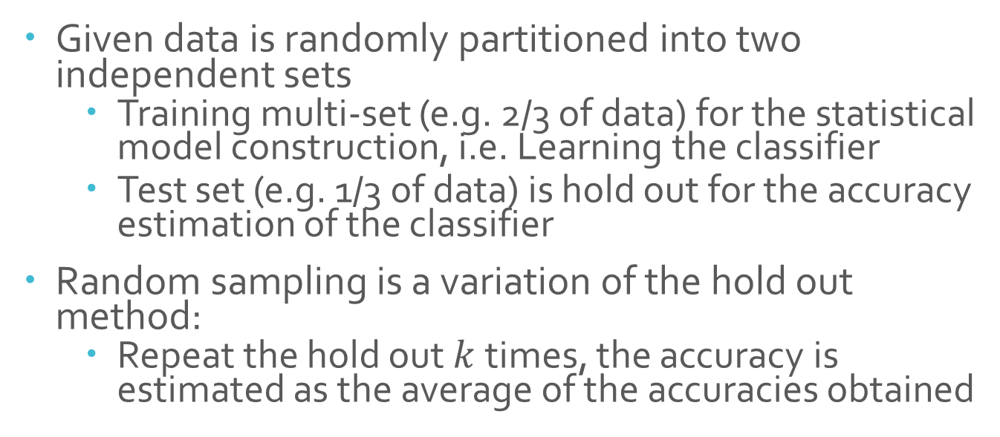 • Given data is randomly partitioned into two
independent sets
• Training multi-set (e.g. 2/3 of data) for the statistical
model construction, i.e. Learning the classifier
• Test set (e.g. 1/3 of data) is hold out for the accuracy
estimation of the classifier
• Random sampling is a variation of the hold out
method:
• Repeat the hold out k times, the accuracy is
estimated as the average of the accuracies obtained